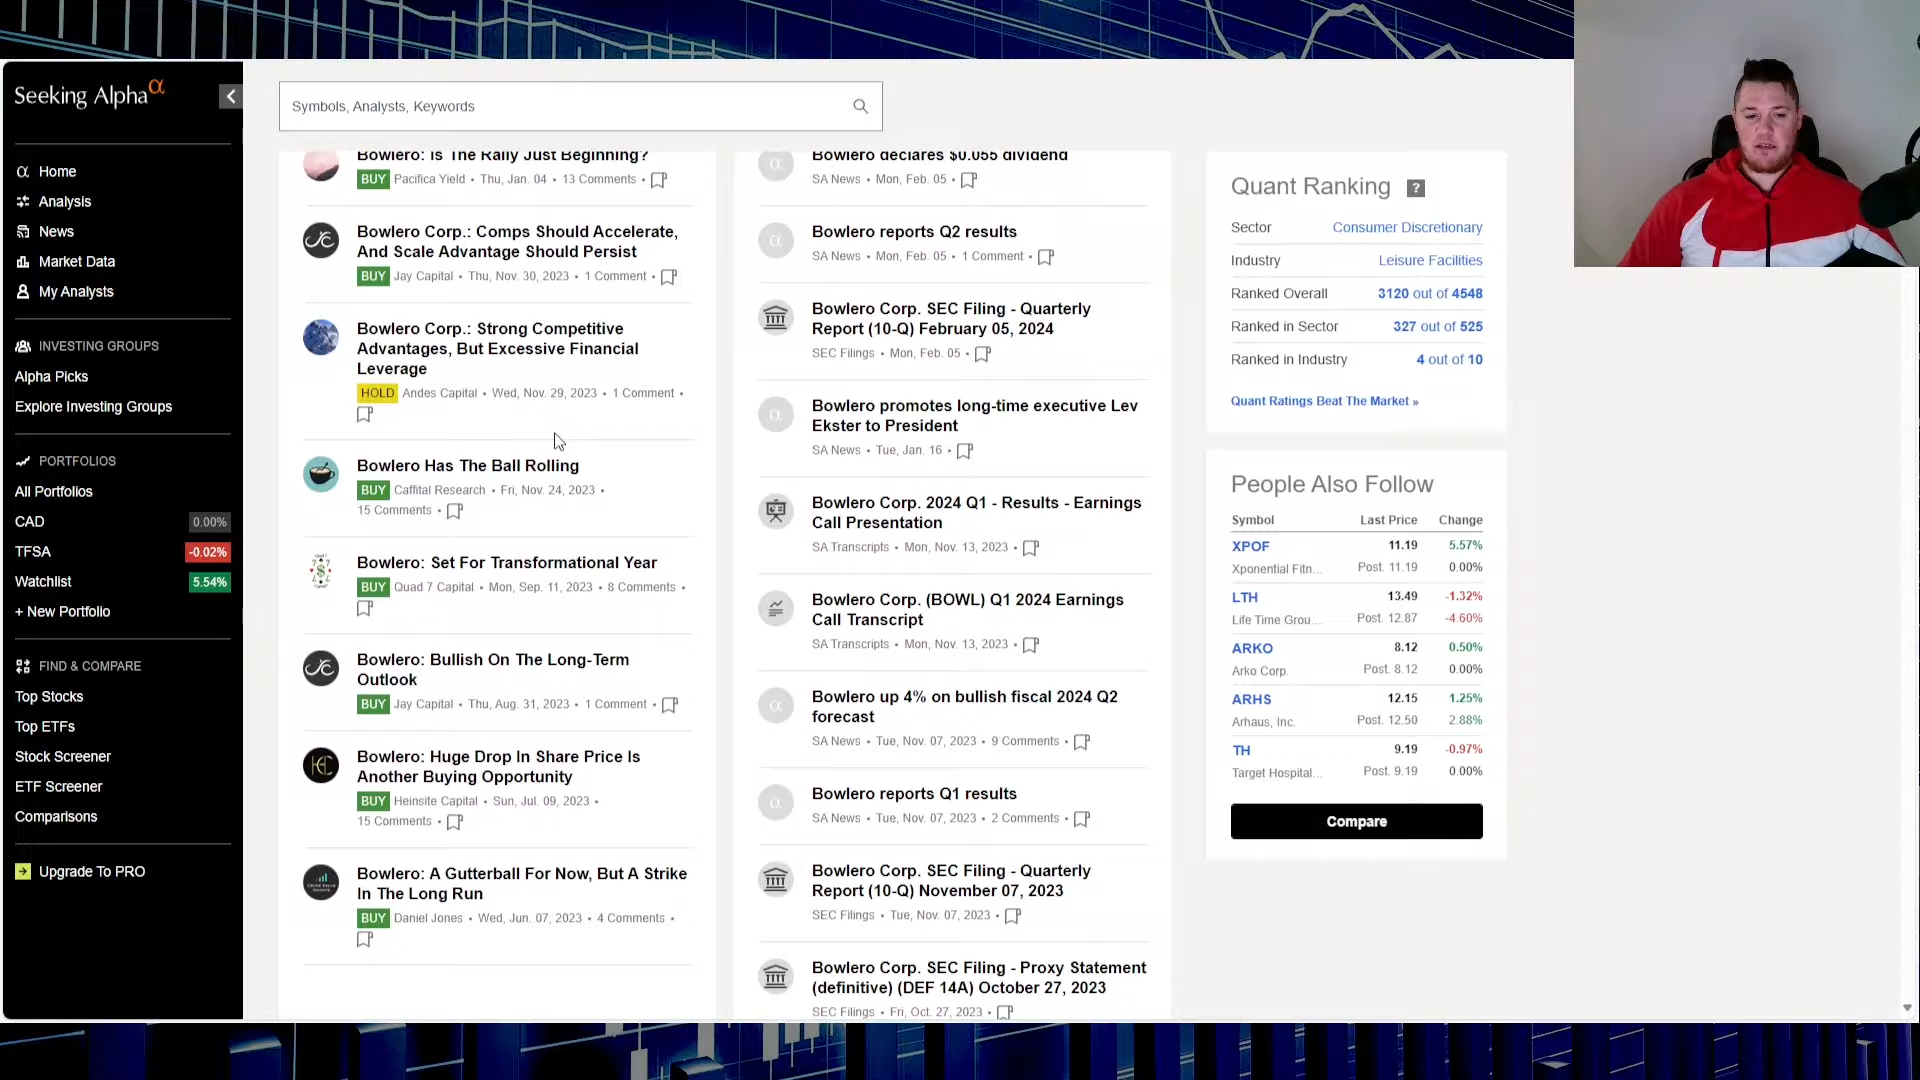 Seeking Alphaα
Home
Analysis
News
Market Data
My Analysts
INVESTING GROUPS
Alpha Picks
Explore Investing Groups
PORTFOLIOS
All Portfolios
CAD 0.00%
TFSA -0.02%
Watchlist 5.54%
+ New Portfolio
FIND & COMPARE
Top Stocks
Top ETFs
Stock Screener
ETF Screener
Comparisons
Upgrade To PRO
Symbols, Analysts, Keywords
Bowlero: Is The Rally Just Beginning?
BUY Pacifica Yield • Thu, Jan. 04 • 13 Comments •
Bowlero Corp.: Comps Should Accelerate,
And Scale Advantage Should Persist
BUY Jay Capital • Thu, Nov. 30, 2023 • 1 Comment •
Bowlero Corp.: Strong Competitive
Advantages, But Excessive Financial
Leverage
HOLD Andes Capital • Wed, Nov. 29, 2023 • 1 Comment •
Bowlero Has The Ball Rolling
BUY Caffital Research • Fri, Nov. 24, 2023 •
15 Comments •
Bowlero: Set For Transformational Year
BUY Quad 7 Capital • Mon, Sep. 11, 2023 • 8 Comments •
Bowlero: Bullish On The Long-Term
Outlook
BUY Jay Capital • Thu, Aug. 31, 2023 • 1 Comment •
Bowlero: Huge Drop In Share Price Is
Another Buying Opportunity
BUY Heinsite Capital • Sun, Jul. 09, 2023 •
15 Comments •
Bowlero: A Gutterball For Now, But A Strike
In The Long Run
BUY Daniel Jones • Wed, Jun. 07, 2023 • 4 Comments •
Bowlero declares $0.055 dividend
SA News • Mon, Feb. 05 •
Bowlero reports Q2 results
SA News • Mon, Feb. 05 • 1 Comment •
Bowlero Corp. SEC Filing - Quarterly
Report (10-Q) February 05, 2024
SEC Filings • Mon, Feb. 05 •
Bowlero promotes long-time executive Lev
Ekster to President
SA News • Tue, Jan. 16 •
Bowlero Corp. 2024 Q1 - Results - Earnings
Call Presentation
SA Transcripts • Mon, Nov. 13, 2023 •
Bowlero Corp. (BOWL) Q1 2024 Earnings
Call Transcript
SA Transcripts • Mon, Nov. 13, 2023 •
Bowlero up 4% on bullish fiscal 2024 Q2
forecast
SA News • Tue, Nov. 07, 2023 • 9 Comments •
Bowlero reports Q1 results
SA News • Tue, Nov. 07, 2023 • 2 Comments •
Bowlero Corp. SEC Filing - Quarterly
Report (10-Q) November 07, 2023
SEC Filings • Tue, Nov. 07, 2023 •
Bowlero Corp. SEC Filing - Proxy Statement
(definitive) (DEF 14A) October 27, 2023
SEC Filings • Fri, Oct. 27, 2023 •
Quant Ranking ?
Sector Consumer Discretionary
Industry Leisure Facilities
Ranked Overall 3120 out of 4548
Ranked in Sector 327 out of 525
Ranked in Industry 4 out of 10
Quant Ratings Beat The Market »
People Also Follow
Symbol Last Price Change
XPOF 11.19 5.57%
Xponential Fitn... Post. 11.19 0.00%
LTH 13.49 -1.32%
Life Time Grou... Post. 12.87 -4.60%
ARKO 8.12 0.50%
Arko Corp. Post. 8.12 0.00%
ARHS 12.15 1.25%
Arhaus, Inc. Post. 12.50 2.88%
TH 9.19 -0.97%
Target Hospital... Post. 9.19 0.00%
Compare